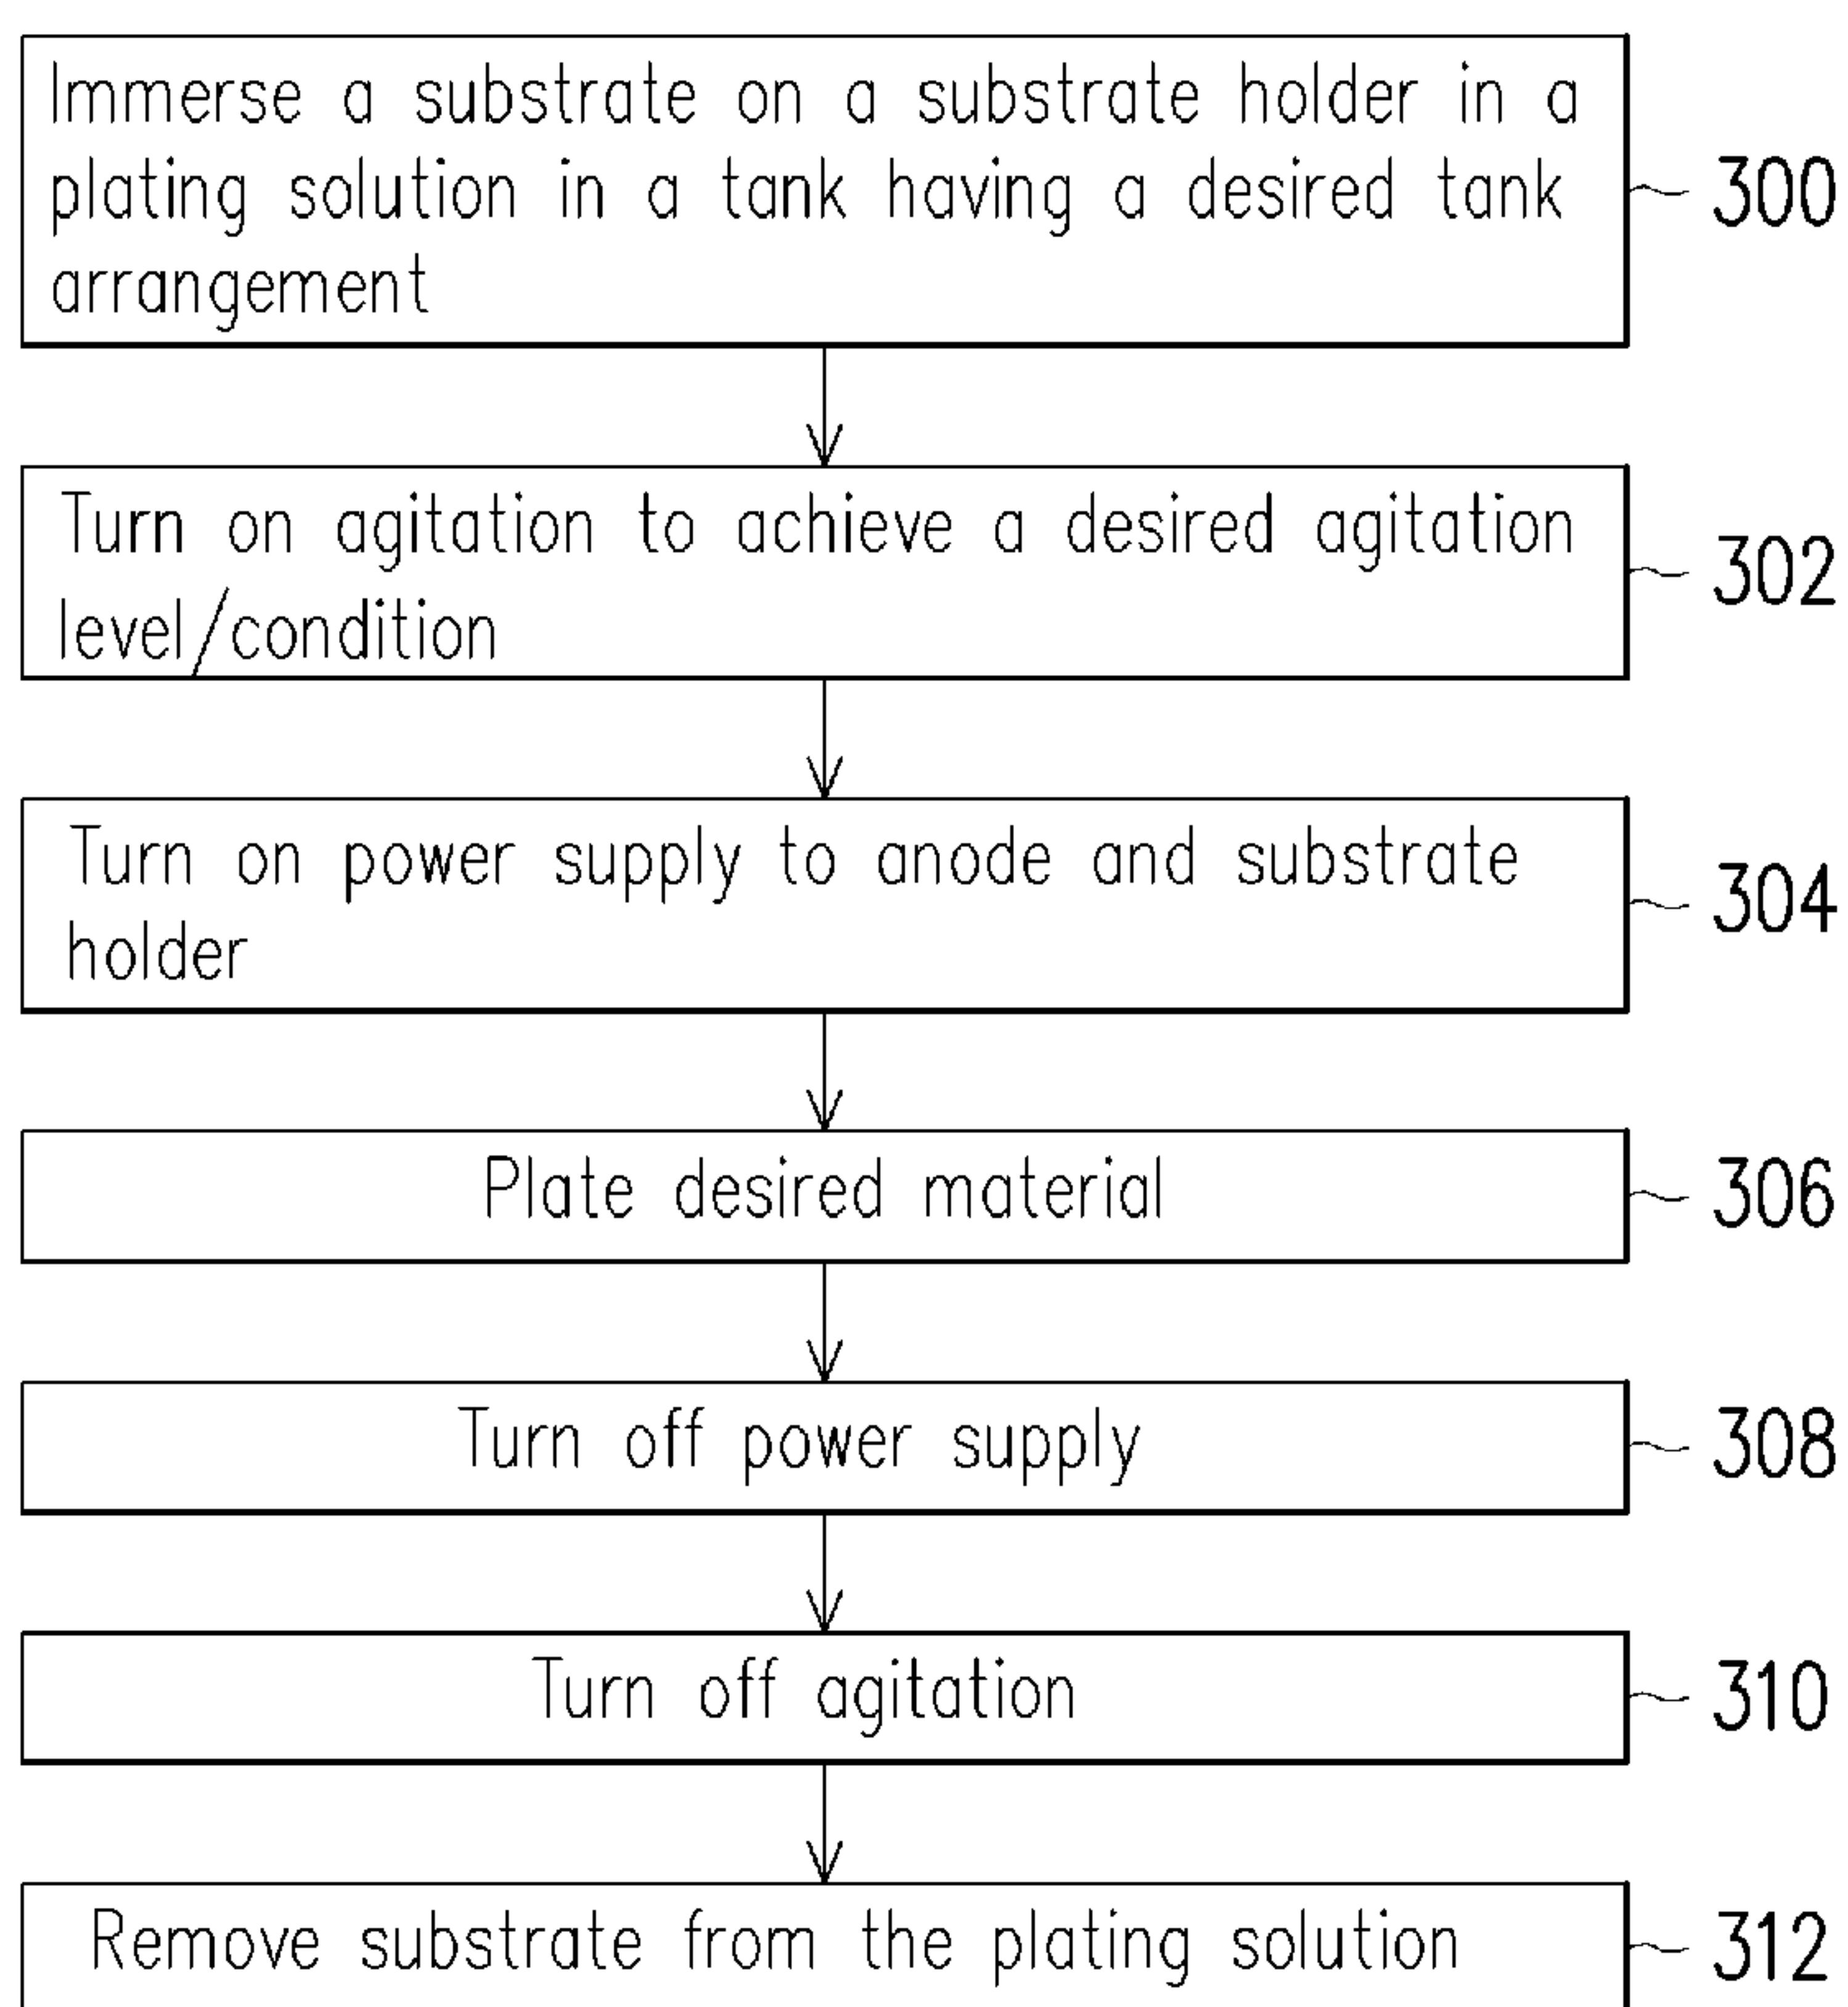 Immerse a substrate on a substrate holder in a
plating solution in a tank having a desired tank
arrangement
300
Turn on agitation to achieve a desired agitation
level/condition
302
Turn on power supply to anode and substrate
holder
304
Plate desired material
306
Turn off power supply
308
Turn off agitation
310
Remove substrate from the plating solution
312